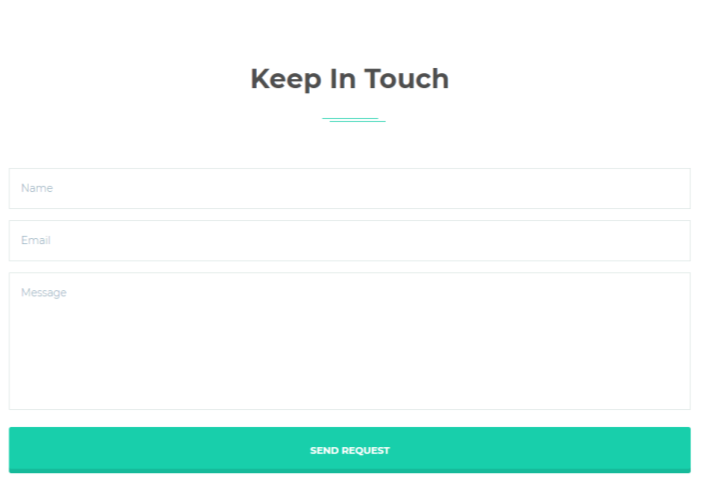 Keep In Touch
Name
Email
Message
SEND REQUEST